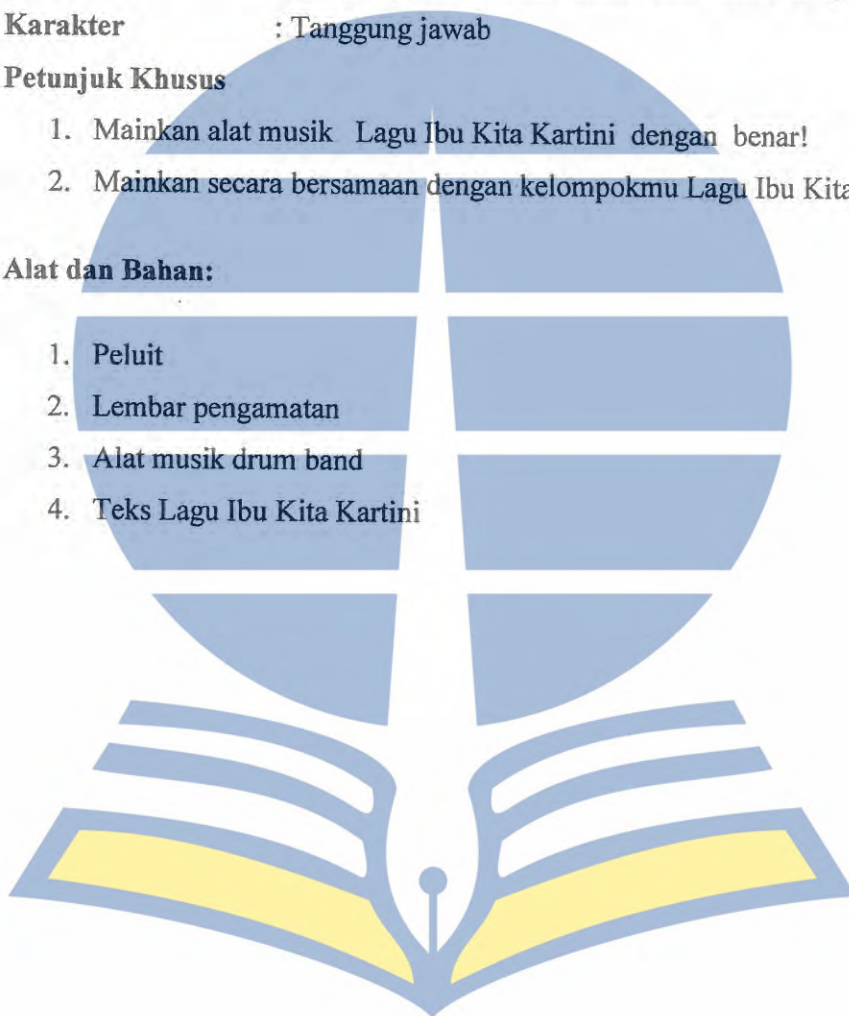 Karakter : Tanggung jawab
Petunjuk Khusus
1. Mainkan alat musik Lagu Ibu Kita Kartini dengan benar!
2. Mainkan secara bersamaan dengan kelompokmu Lagu Ibu Kita
Alat dan Bahan:
1. Peluit
2. Lembar pengamatan
3. Alat musik drum band
4. Teks Lagu Ibu Kita Kartini